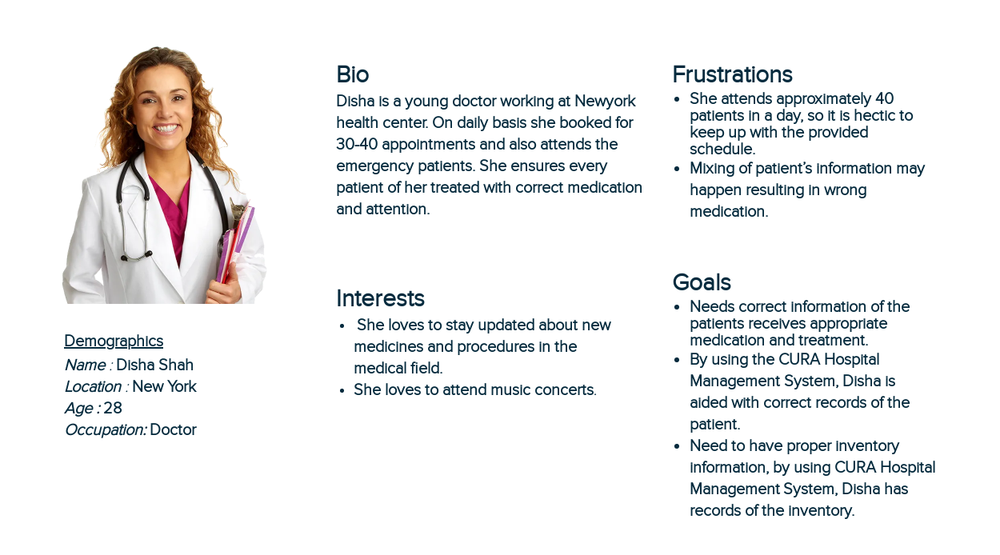 Bio
Disha is a young doctor working at Newyork
health center. On daily basis she booked for
30-40 appointments and also attends the
emergency patients. She ensures every
patient of her treated with correct medication
and attention.
Interests
• She loves to stay updated about new
medicines and procedures in the
medical field.
• She loves to attend music concerts.
Frustrations
• She attends approximately 40
patients in a day, so it is hectic to
keep up with the provided
schedule.
• Mixing of patient’s information may
happen resulting in wrong
medication.
Goals
• Needs correct information of the
patients receives appropriate
medication and treatment.
• By using the CURA Hospital
Management System, Disha is
aided with correct records of the
patient.
• Need to have proper inventory
information, by using CURA Hospital
Management System, Disha has
records of the inventory.
Demographics
Name : Disha Shah
Location : New York
Age : 28
Occupation: Doctor